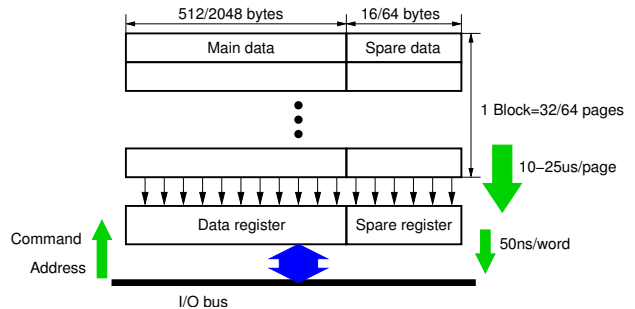 512/2048 bytes
16/64 bytes
Main data
Spare data
1 Block=32/64 pages
10−25us/page
Data register
Spare register
Command
Address
50ns/word
I/O bus